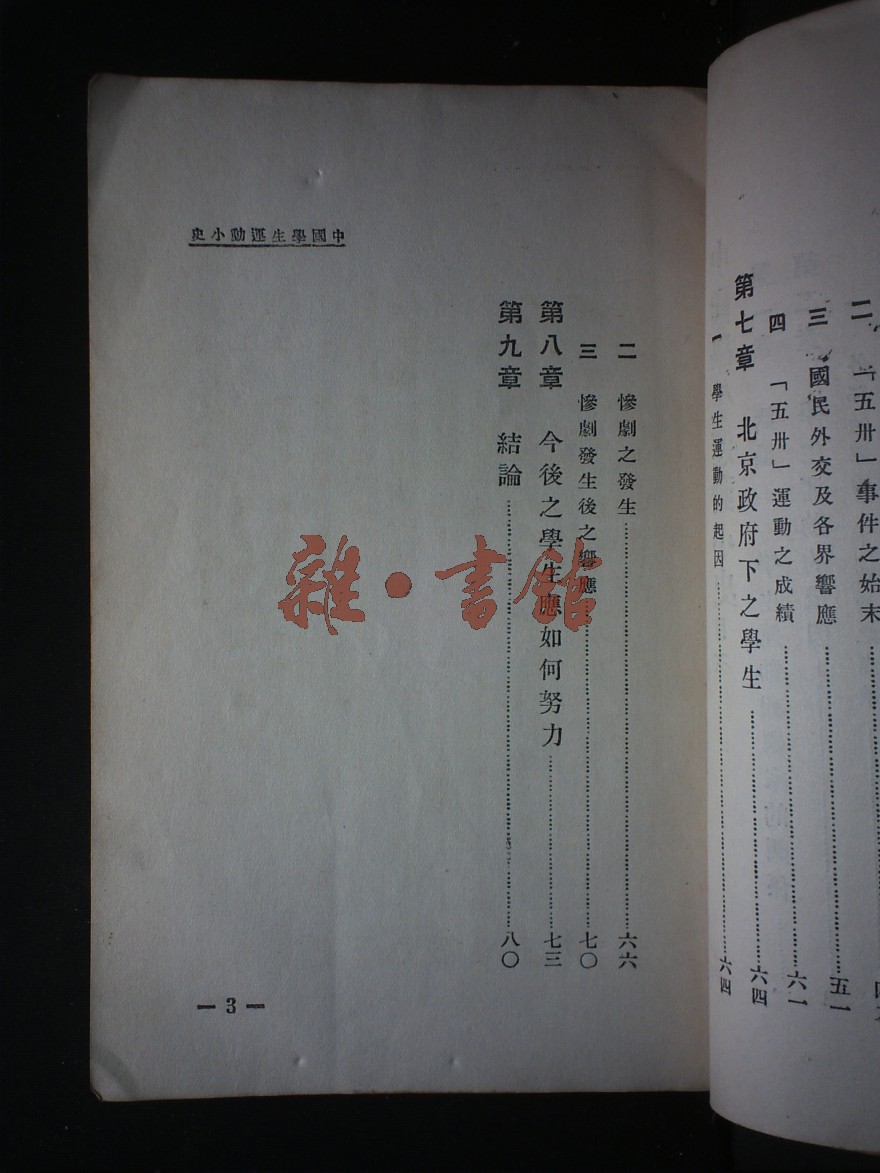 二 「五卅」事件之始末
三 國民外交及各界響應……五一
四 「五卅」運動之成績……六一
第七章 北京政府下之學生……六四
一 學生運動的起因……六四
中國學生運動小史
二 慘劇之發生……六六
三 慘劇發生後之響應……七〇
第八章 今後之學生應如何努力……七三
第九章 結論……八〇
— 3 —
雜·書館